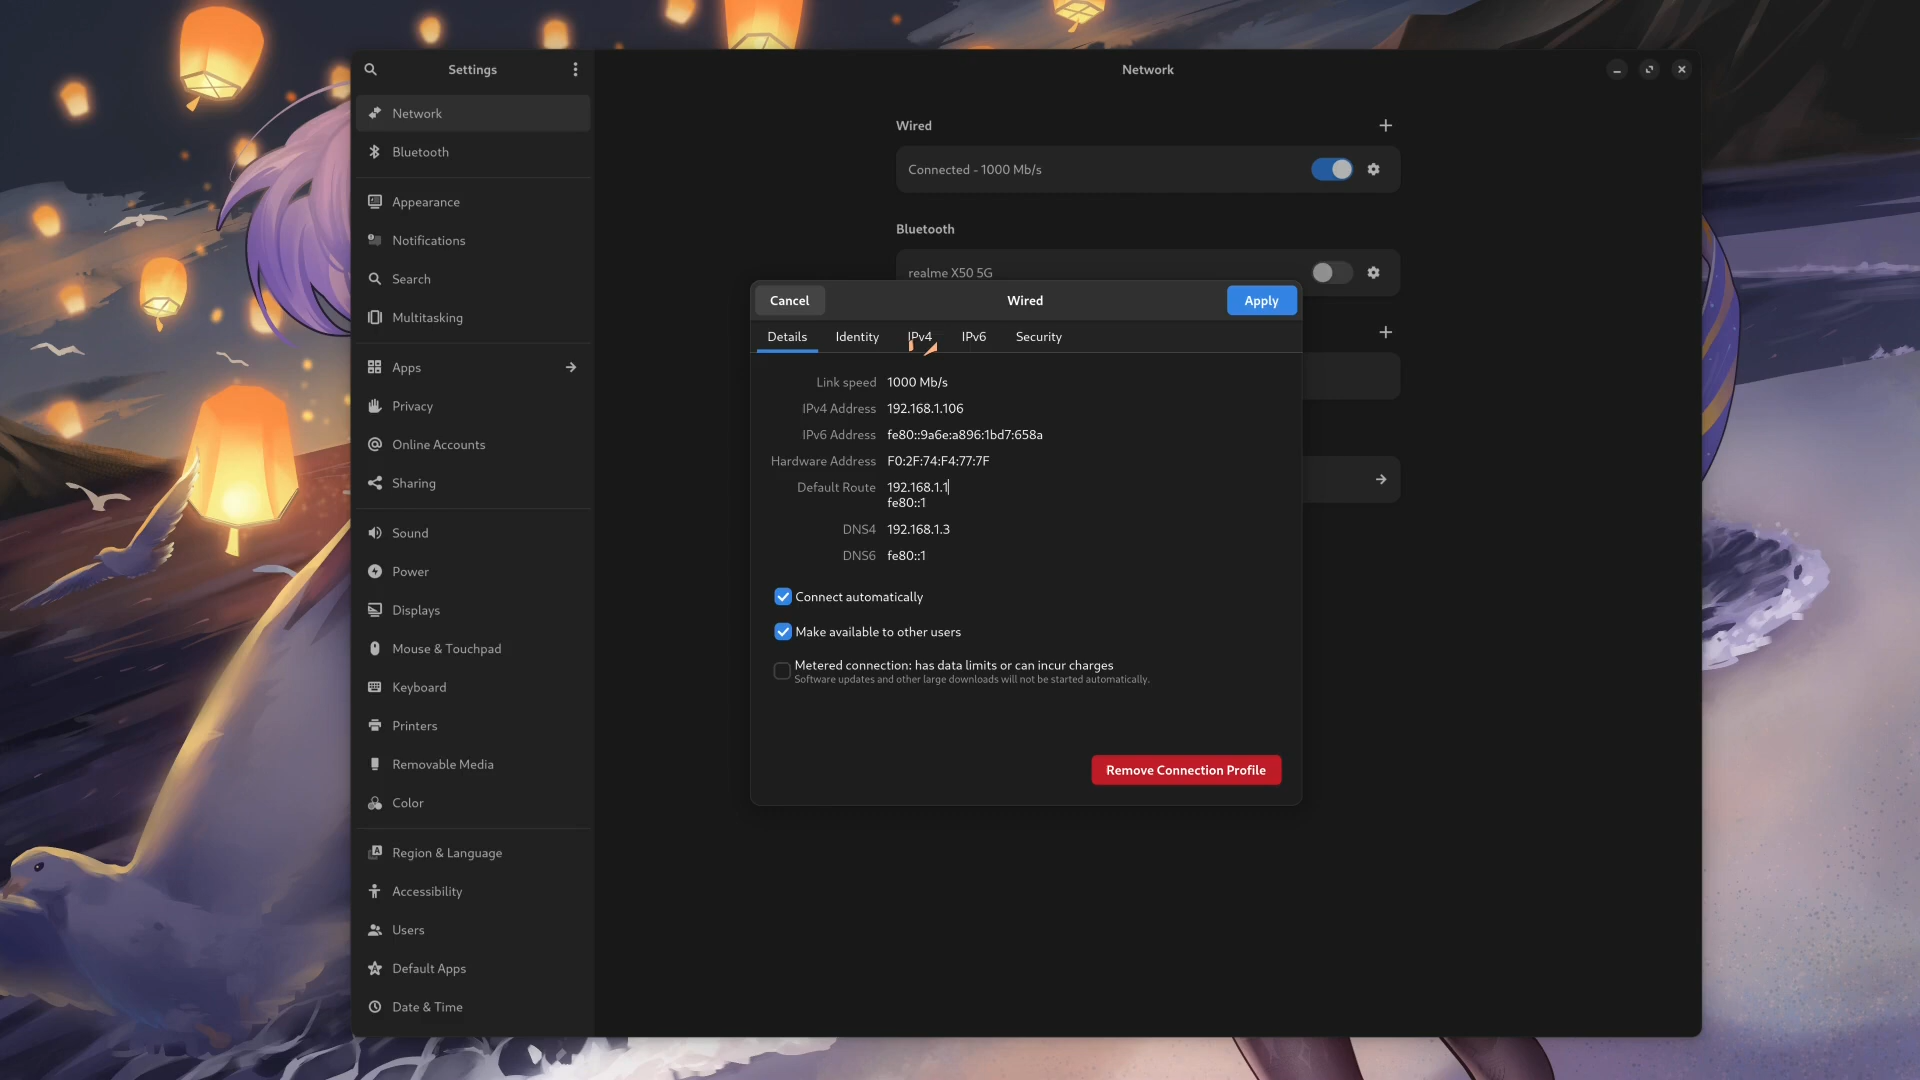 Settings
Network
Bluetooth
Appearance
Notifications
Search
Multitasking
Apps
Privacy
Online Accounts
Sharing
Sound
Power
Displays
Mouse & Touchpad
Keyboard
Printers
Removable Media
Color
Region & Language
Accessibility
Users
Default Apps
Date & Time
Network
Wired
Connected - 1000 Mb/s
Bluetooth
realme X50 5G
Cancel
Wired
Apply
Details
Identity
IPv4
IPv6
Security
Link speed 1000 Mb/s
IPv4 Address 192.168.1.106
IPv6 Address fe80::9a6e:a896:1bd7:658a
Hardware Address F0:2F:74:F4:77:7F
Default Route 192.168.1.1
fe80::1
DNS4 192.168.1.3
DNS6 fe80::1
Connect automatically
Make available to other users
Metered connection: has data limits or can incur charges
Software updates and other large downloads will not be started automatically.
Remove Connection Profile